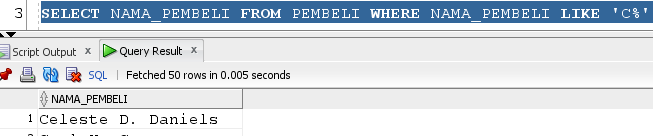 3 SELECT NAMA_PEMBELI FROM PEMBELI WHERE NAMA_PEMBELI LIKE 'C%'
Script Output x Query Result x
SQL | Fetched 50 rows in 0.005 seconds
NAMA_PEMBELI
1 Celeste D. Daniels